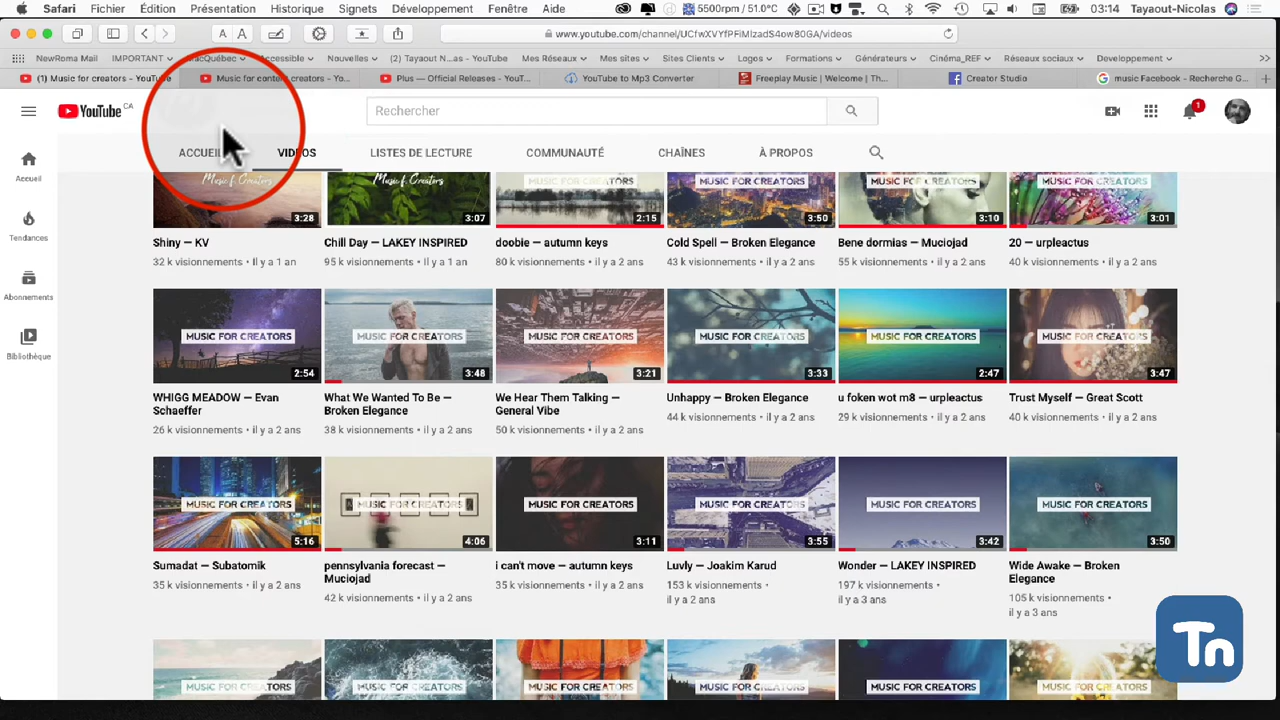 Safari Fichier Édition Présentation Historique Signets Développement Fenêtre Aide 5500rpm / 51.0°C 03:14 Tayaout-Nicolas
A A www.youtube.com/channel/UCfwXVYfPFiMlzadS4ow80GA/videos
NewRoma Mail IMPORTANT MacQuébec Accessible Nouvelles (2) Tayaout N...as - YouTube Mes Réseaux Mes sites Sites Clients Logos Formations Générateurs Cinéma_REF Réseaux sociaux Developpement >>
(1) Music for creators - YouTube Music for content creators - Yo... Plus — Official Releases - YouT... YouTube to Mp3 Converter Freeplay Music | Welcome | Th... Creator Studio music Facebook - Recherche G...
YouTube CA Rechercher 1
ACCUEIL VIDÉOS LISTES DE LECTURE COMMUNAUTÉ CHAÎNES À PROPOS
Accueil
Tendances
Abonnements
Bibliothèque
Music f. Creators Music f. Creators MUSIC FOR CREATORS MUSIC FOR CREATORS MUSIC FOR CREATORS MUSIC FOR CREATORS
3:28 3:07 2:15 3:50 3:10 3:01
Shiny — KV Chill Day — LAKEY INSPIRED doobie — autumn keys Cold Spell — Broken Elegance Bene dormias — Muciojad 20 — urpleactus
32 k visionnements • il y a 1 an 95 k visionnements • il y a 1 an 80 k visionnements • il y a 2 ans 43 k visionnements • il y a 2 ans 55 k visionnements • il y a 2 ans 40 k visionnements • il y a 2 ans
MUSIC FOR CREATORS MUSIC FOR CREATORS MUSIC FOR CREATORS MUSIC FOR CREATORS MUSIC FOR CREATORS MUSIC FOR CREATORS
2:54 3:48 3:21 3:33 2:47 3:47
WHIGG MEADOW — Evan What We Wanted To Be — We Hear Them Talking — Unhappy — Broken Elegance u foken wot m8 — urpleactus Trust Myself — Great Scott
Schaeffer Broken Elegance General Vibe 44 k visionnements • il y a 2 ans 29 k visionnements • il y a 2 ans 40 k visionnements • il y a 2 ans
26 k visionnements • il y a 2 ans 38 k visionnements • il y a 2 ans 50 k visionnements • il y a 2 ans
MUSIC FOR CREATORS MUSIC FOR CREATORS MUSIC FOR CREATORS MUSIC FOR CREATORS MUSIC FOR CREATORS MUSIC FOR CREATORS
5:16 4:06 3:11 3:55 3:42 3:50
Sumadat — Subatomik pennsylvania forecast — i can't move — autumn keys Luvly — Joakim Karud Wonder — LAKEY INSPIRED Wide Awake — Broken
35 k visionnements • il y a 2 ans Muciojad 35 k visionnements • il y a 2 ans 153 k visionnements • 197 k visionnements • Elegance
42 k visionnements • il y a 2 ans il y a 2 ans il y a 3 ans 105 k visionnements •
il y a 3 ans
MUSIC FOR CREATORS MUSIC FOR CREATORS MUSIC FOR CREATORS MUSIC FOR CREATORS MUSIC FOR CREATORS MUSIC FOR CREATORS
Tn